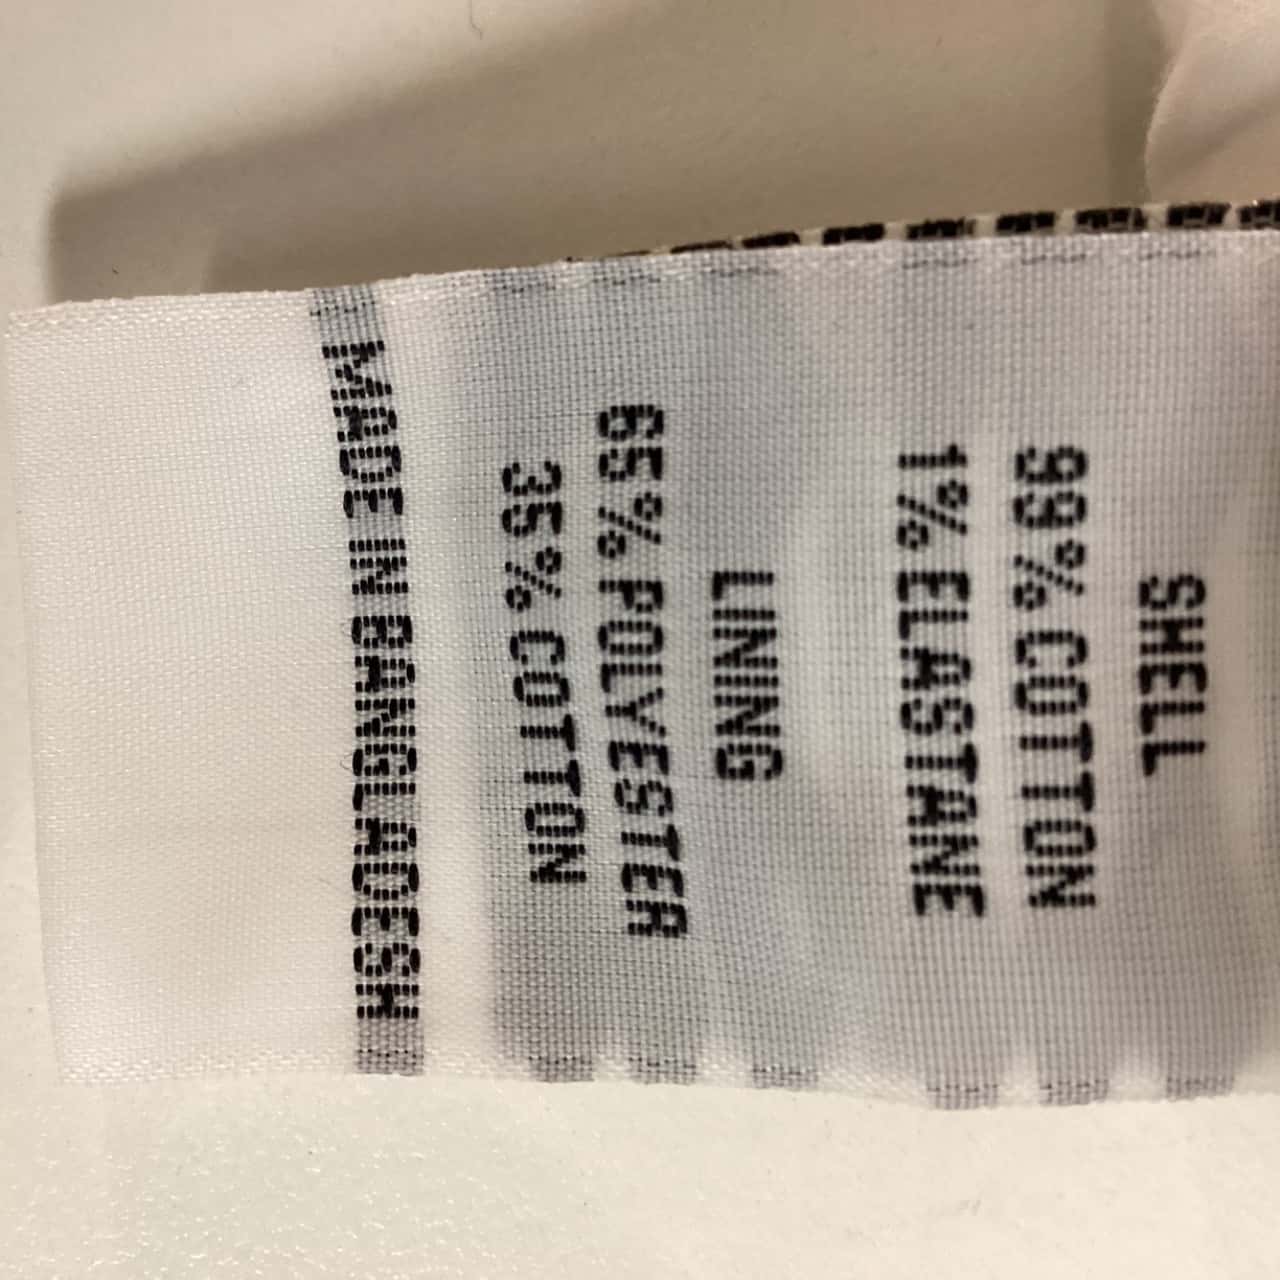 SHELL
99% COTTON
1% ELASTANE
LINING
65% POLYESTER
35% COTTON
MADE IN BANGLADESH